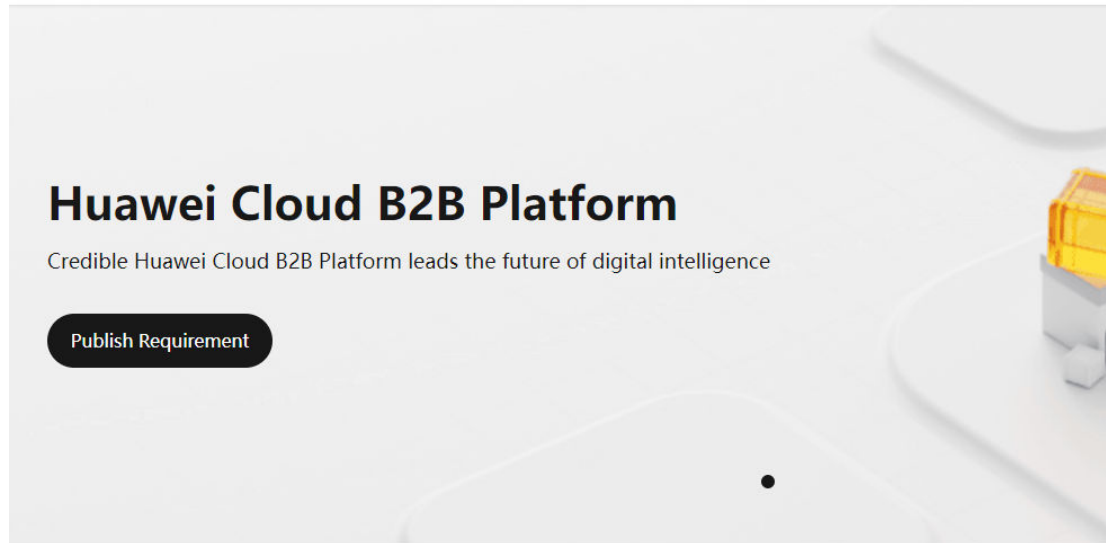 Huawei Cloud B2B Platform
Credible Huawei Cloud B2B Platform leads the future of digital intelligence
Publish Requirement